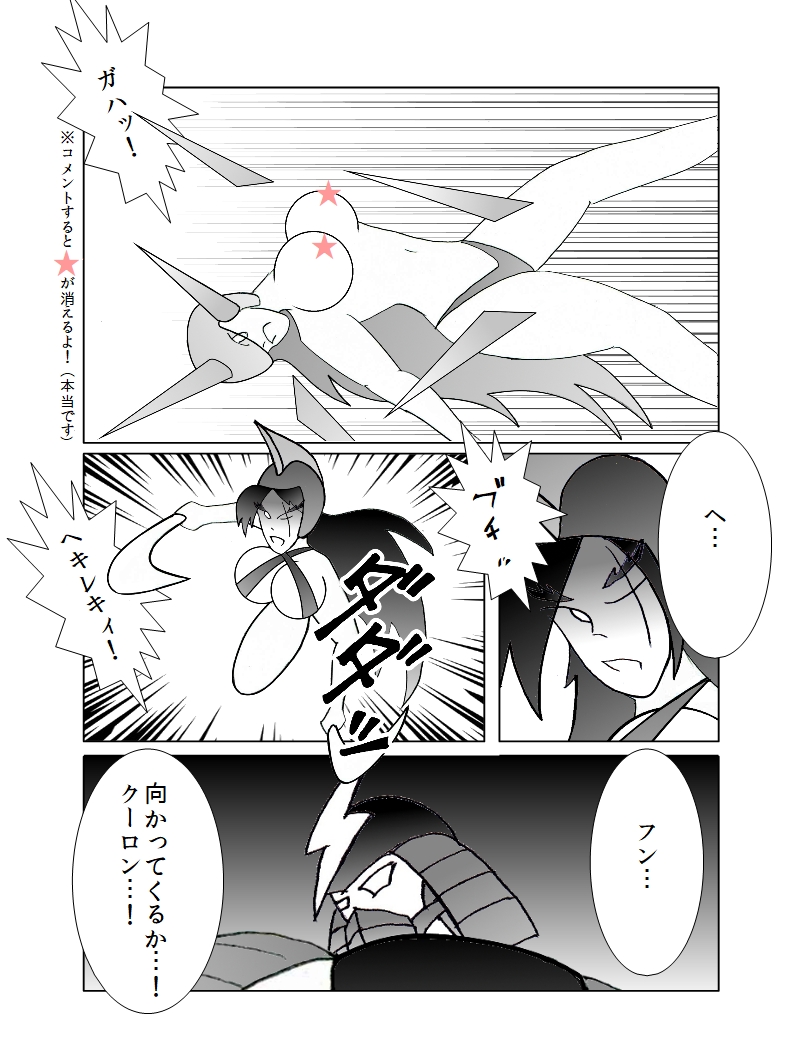 ガハッ!
※コメントすると★が消えるよ!(本当です)
へ…
ブチッ
ヘキレキィ!
ダダダッ
フン…
向かってくるか…!
クーロン…!